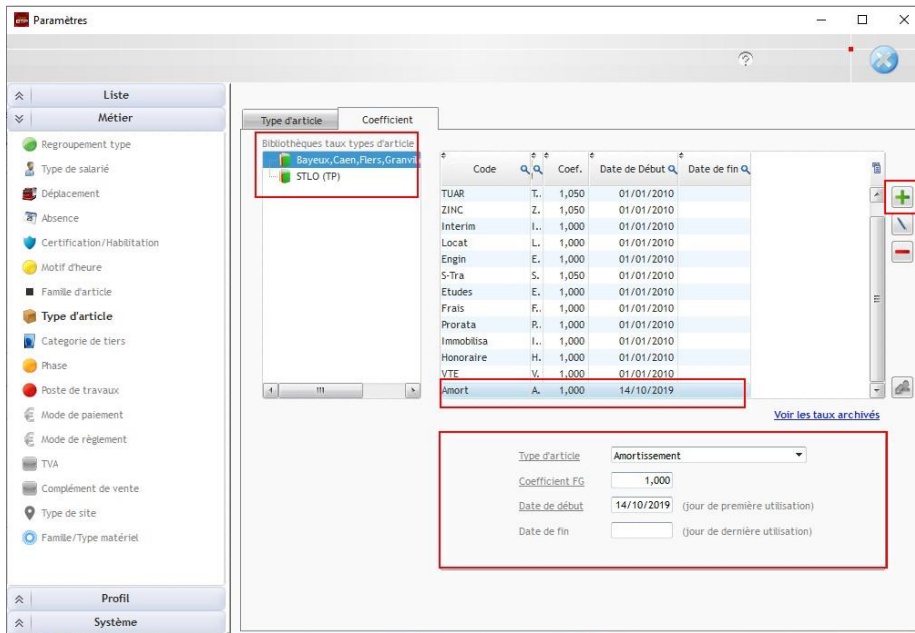 Paramètres
Liste
Métier
Regroupement type
Type de salarié
Déplacement
Absence
Certification/Habilitation
Motif d'heure
Famille d'article
Type d'article
Categorie de tiers
Phase
Poste de travaux
Mode de paiement
Mode de règlement
TVA
Complément de vente
Type de site
Famille/Type matériel
Profil
Système
Type d'article Coefficient
Bibliothèques taux types d'article
Bayeux,Caen,Flers,Granvil
STLO (TP)
Code Coef. Date de Début Date de fin
TUAR T.. 1,050 01/01/2010
ZINC Z. 1,050 01/01/2010
Interim I.. 1,000 01/01/2010
Locat L. 1,000 01/01/2010
Engin E. 1,000 01/01/2010
S-Tra S. 1,050 01/01/2010
Etudes E. 1,000 01/01/2010
Frais F.. 1,000 01/01/2010
Prorata P.. 1,000 01/01/2010
Immobilisa I.. 1,000 01/01/2010
Honoraire H. 1,000 01/01/2010
VTE V. 1,000 01/01/2010
Amort A. 1,000 14/10/2019
Voir les taux archivés
Type d'article Amortissement
Coefficient FG 1,000
Date de début 14/10/2019 (jour de première utilisation)
Date de fin (jour de dernière utilisation)